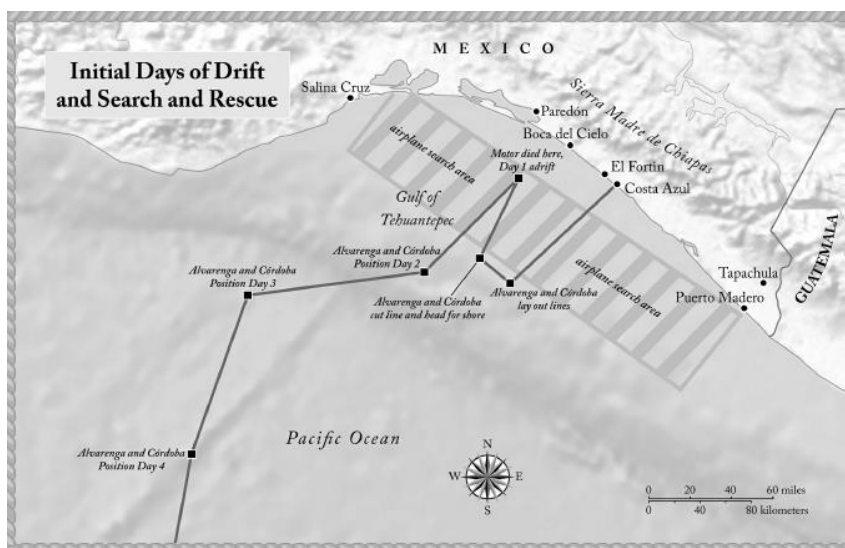 Initial Days of Drift
and Search and Rescue
MEXICO
Salina Cruz
Paredón
Sierra Madre de Chiapas
Boca del Cielo
airplane search area
Motor died here,
Day 1 adrift
El Fortin
Costa Azul
Gulf of
Tehuantepec
GUATEMALA
Alvarenga and Córdoba
Position Day 2
Alvarenga and Córdoba
Position Day 3
airplane search area
Tapachula
Puerto Madero
Alvarenga and Córdoba
cut line and head for shore
Alvarenga and Córdoba
lay out lines
Pacific Ocean
Alvarenga and Córdoba
Position Day 4
N
W E
S
0 20 40 60 miles
0 40 80 kilometers